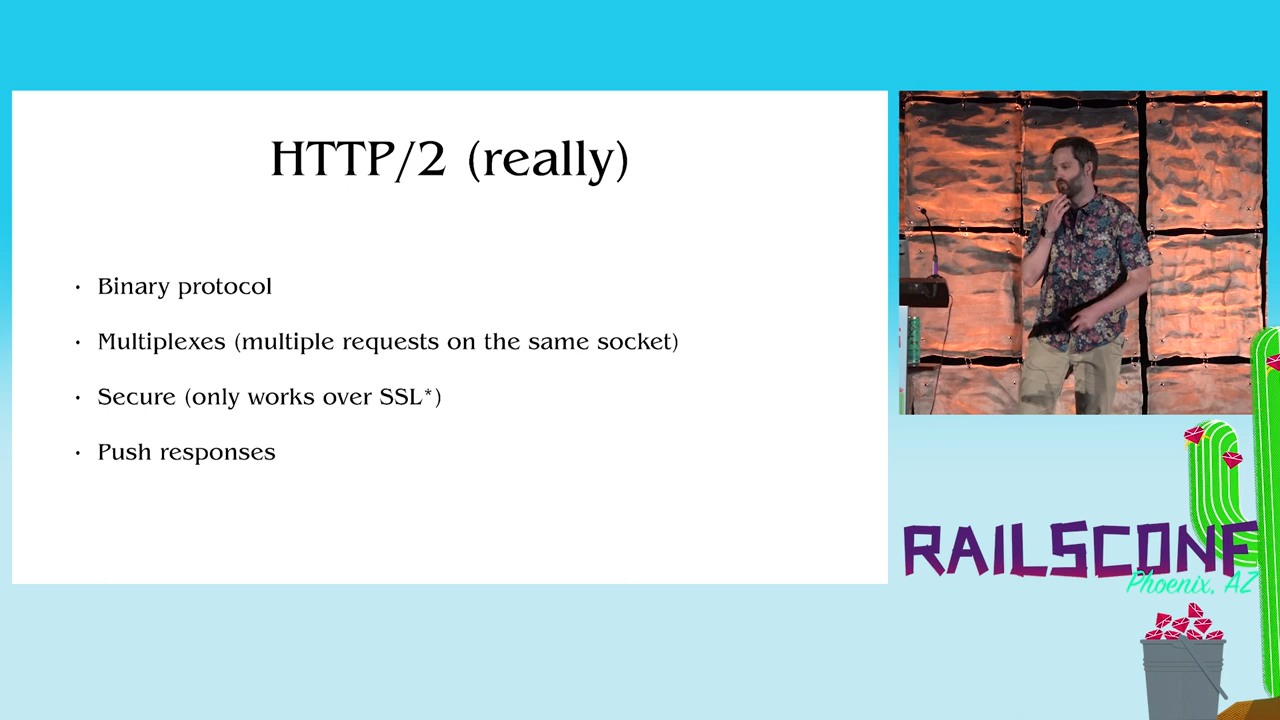 HTTP/2 (really)
• Binary protocol
• Multiplexes (multiple requests on the same socket)
• Secure (only works over SSL*)
• Push responses
RAILSCONF
Phoenix, AZ